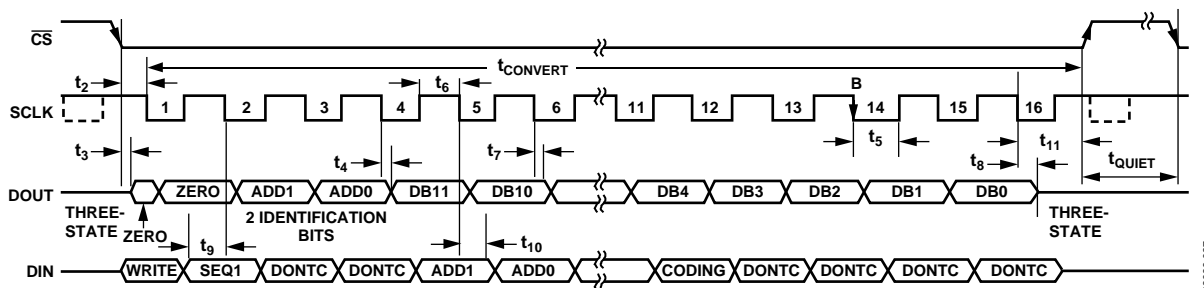 CS
tCONVERT
t2
t6
B
SCLK
1 2 3 4 5 6 11 12 13 14 15 16
t3
t4
t7
t5
t8
t11
tQUIET
DOUT
ZERO ADD1 ADD0 DB11 DB10 DB4 DB3 DB2 DB1 DB0
THREE-
STATE
ZERO
2 IDENTIFICATION
BITS
THREE-
STATE
t9
t10
DIN
WRITE SEQ1 DONTC DONTC ADD1 ADD0 CODING DONTC DONTC DONTC DONTC